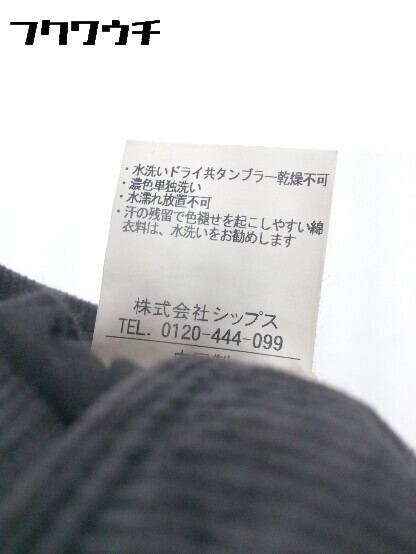 フクワウチ
・水洗いドライ共タンブラー乾燥不可
・濃色単独洗い
・水濡れ放置不可
・汗の残留で色褪せを起こしやすい綿
衣料は、水洗いをお勧めします
株式会社シップス
TEL. 0120-444-099